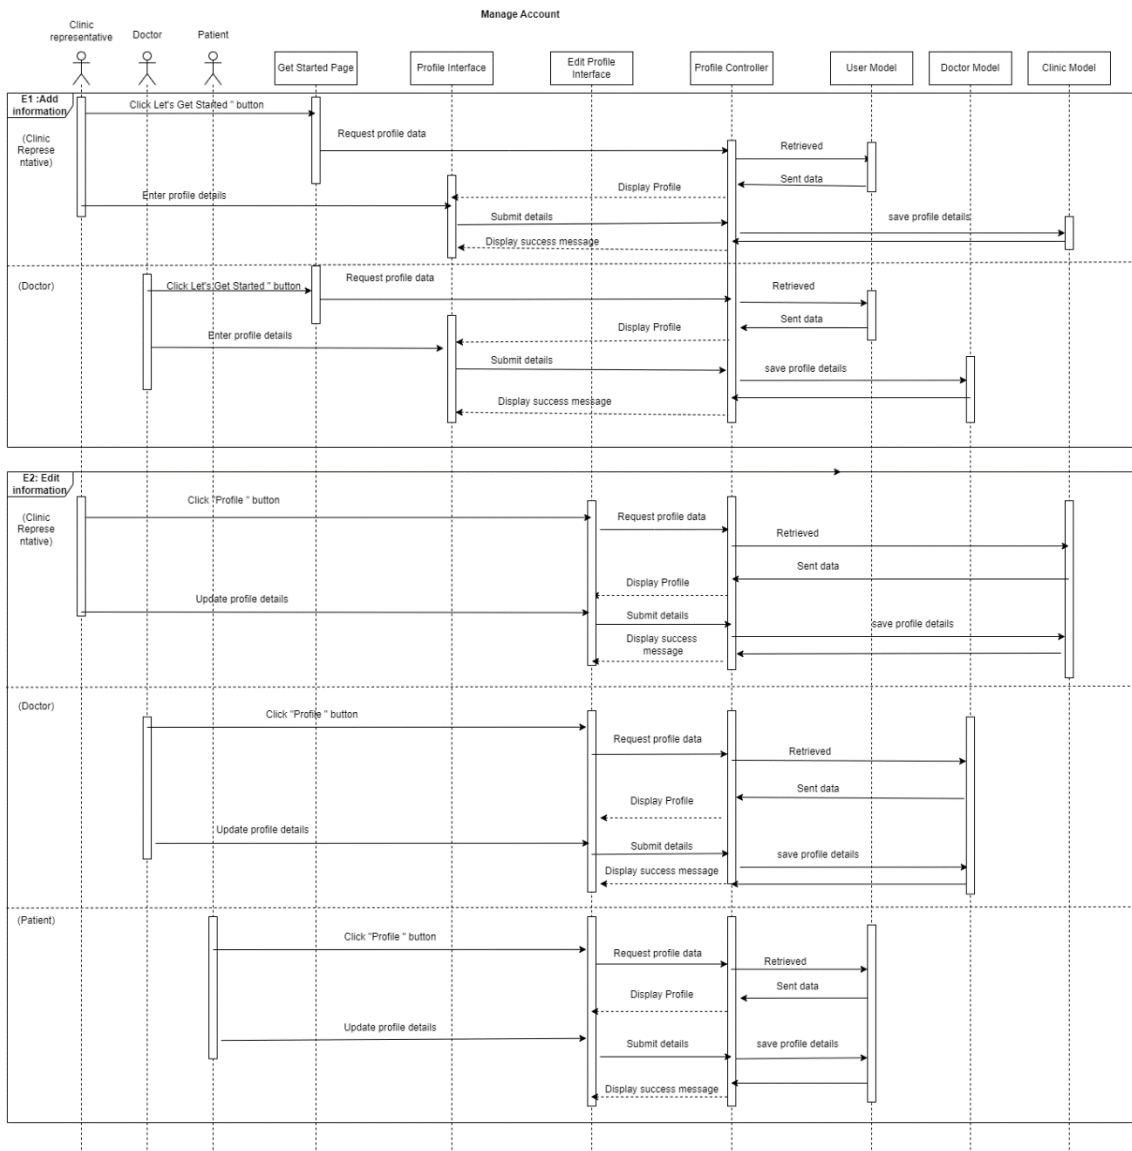 Manage Account
Clinic
representative
Doctor
Patient
Get Started Page
Profile Interface
Edit Profile
Interface
Profile Controller
User Model
Doctor Model
Clinic Model
E1 :Add
information
(Clinic
Represe
ntative)
Click Let's Get Started " button
Request profile data
Retrieved
Sent data
Display Profile
Enter profile details
Submit details
save profile details
Display success message
(Doctor)
Click Let's Get Started " button
Request profile data
Retrieved
Sent data
Display Profile
Enter profile details
Submit details
save profile details
Display success message
E2: Edit
information
(Clinic
Represe
ntative)
Click "Profile " button
Request profile data
Retrieved
Sent data
Display Profile
Update profile details
Submit details
save profile details
Display success
message
(Doctor)
Click "Profile " button
Request profile data
Retrieved
Sent data
Display Profile
Update profile details
Submit details
save profile details
Display success message
(Patient)
Click "Profile " button
Request profile data
Retrieved
Sent data
Display Profile
Update profile details
Submit details
save profile details
Display success message